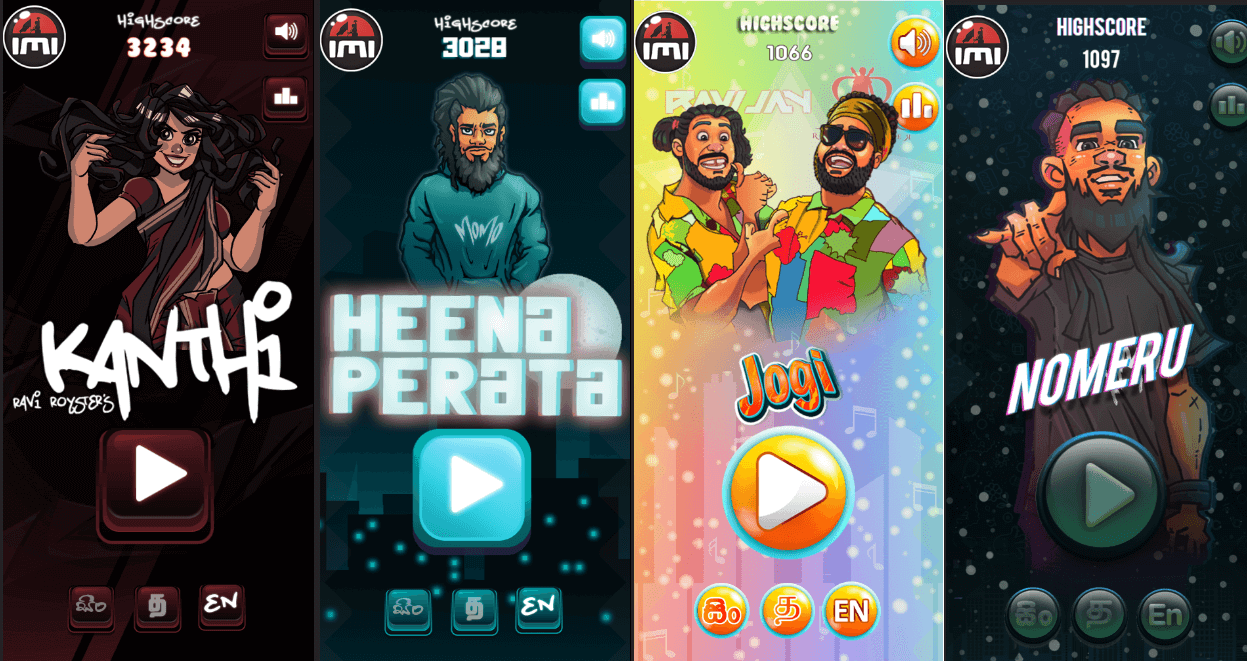 IMI
HIGHSCORE
3234
KANTHi
RAVI ROYSTER'S
සිං
த
EN
IMI
HIGHSCORE
3028
MOMO
HEENa
PERaTa
සිං
த
EN
IMI
HIGHSCORE
1066
RAVI JAY
Jogi
සිං
த
EN
IMI
HIGHSCORE
1097
NOMERU
සිං
த
En